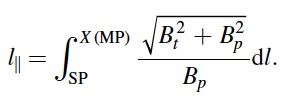 l_∥ = ∫_{SP}^{X (MP)} \frac{\sqrt{B_t^2 + B_p^2}}{B_p} dl.